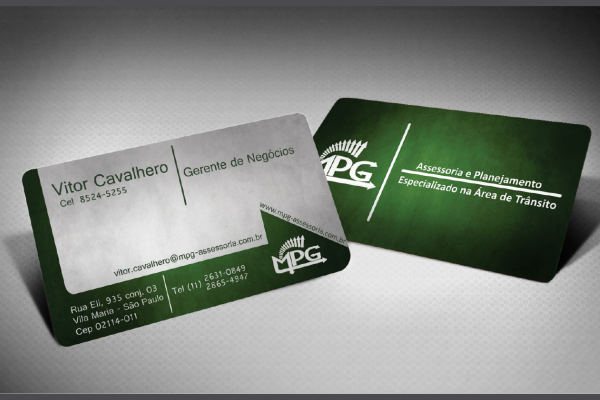 Vitor Cavalhero
Cel 8524-5255
Gerente de Negócios
vitor.cavalhero@mpg-assessoria.com.br
www.mpg-assessoria.com.br
MPG
Rua Eli, 935 conj. 03
Vila Maria - São Paulo
Cep 02114-011
Tel (11) 2631-0849
2865-4947
MPG
Assessoria e Planejamento
Especializado na Área de Trânsito